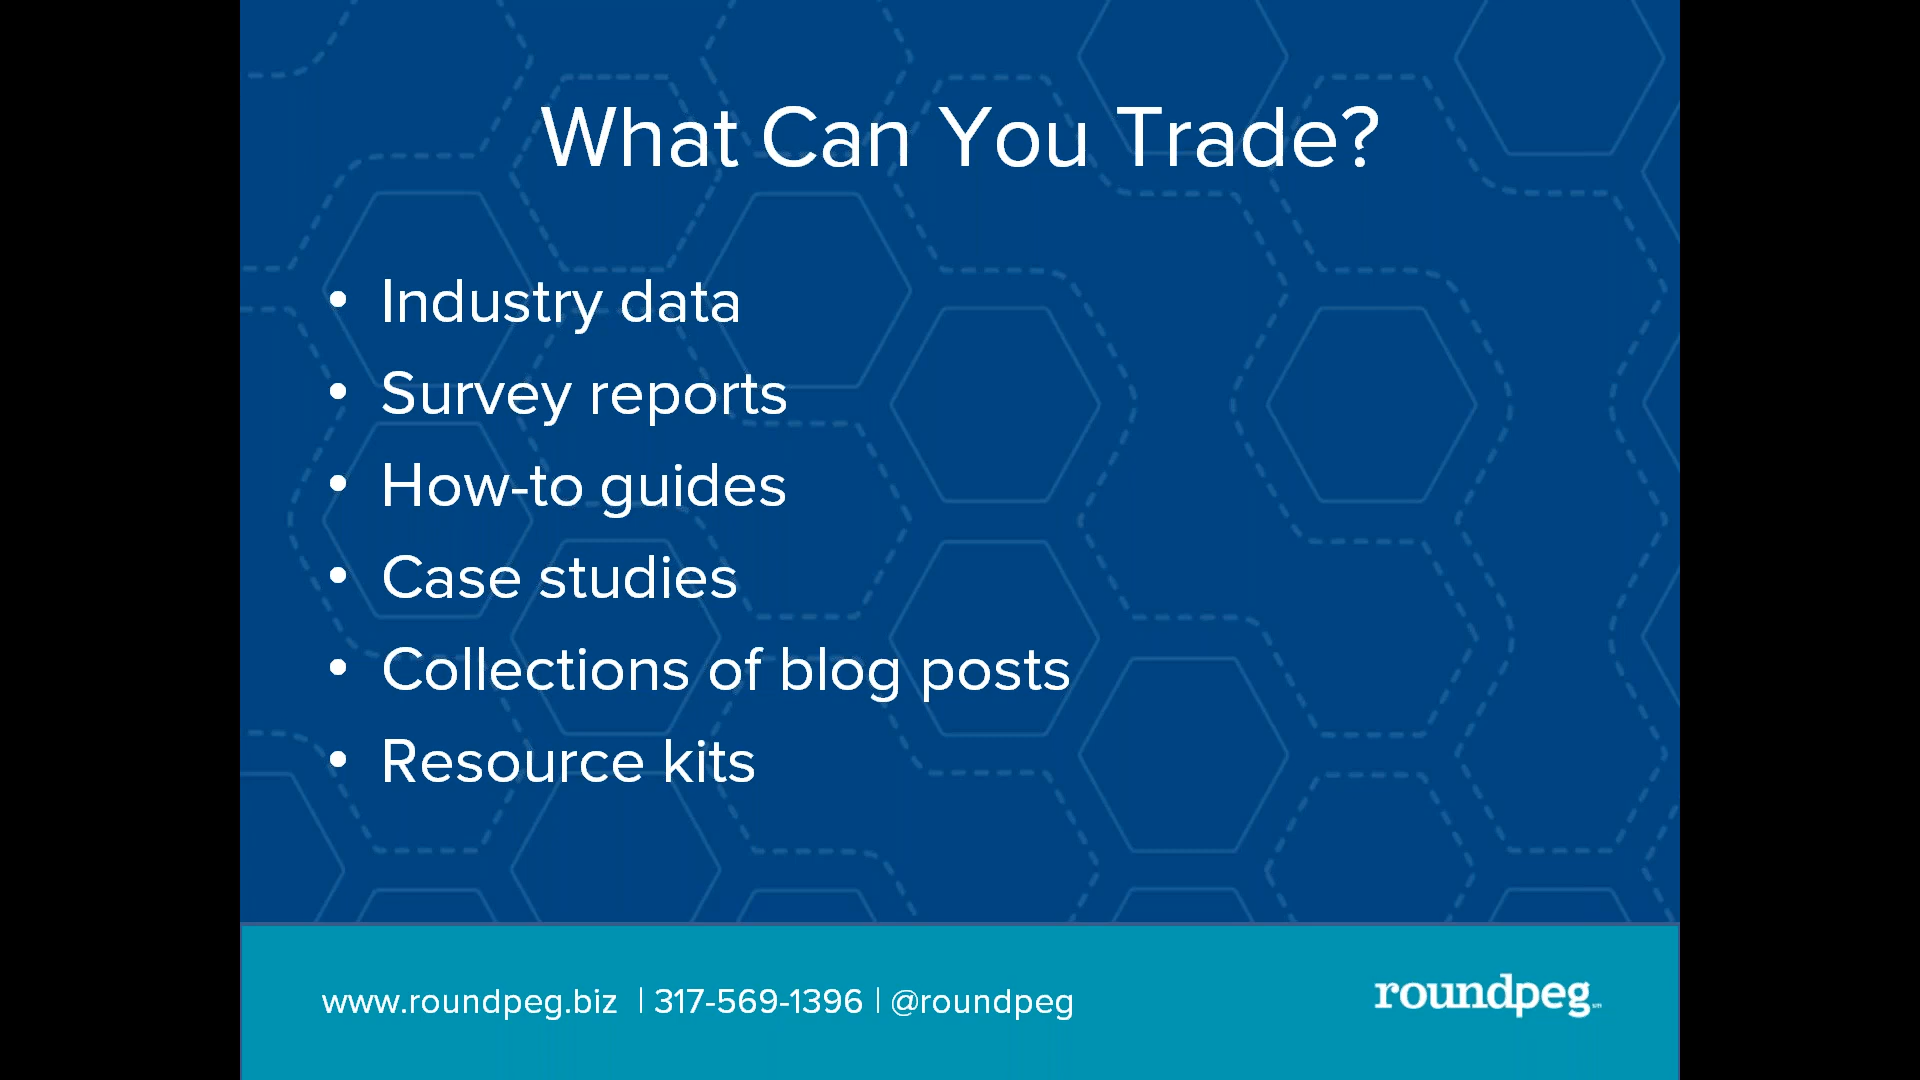 What Can You Trade?
• Industry data
• Survey reports
• How-to guides
• Case studies
• Collections of blog posts
• Resource kits
www.roundpeg.biz | 317-569-1396 | @roundpeg
roundpeg